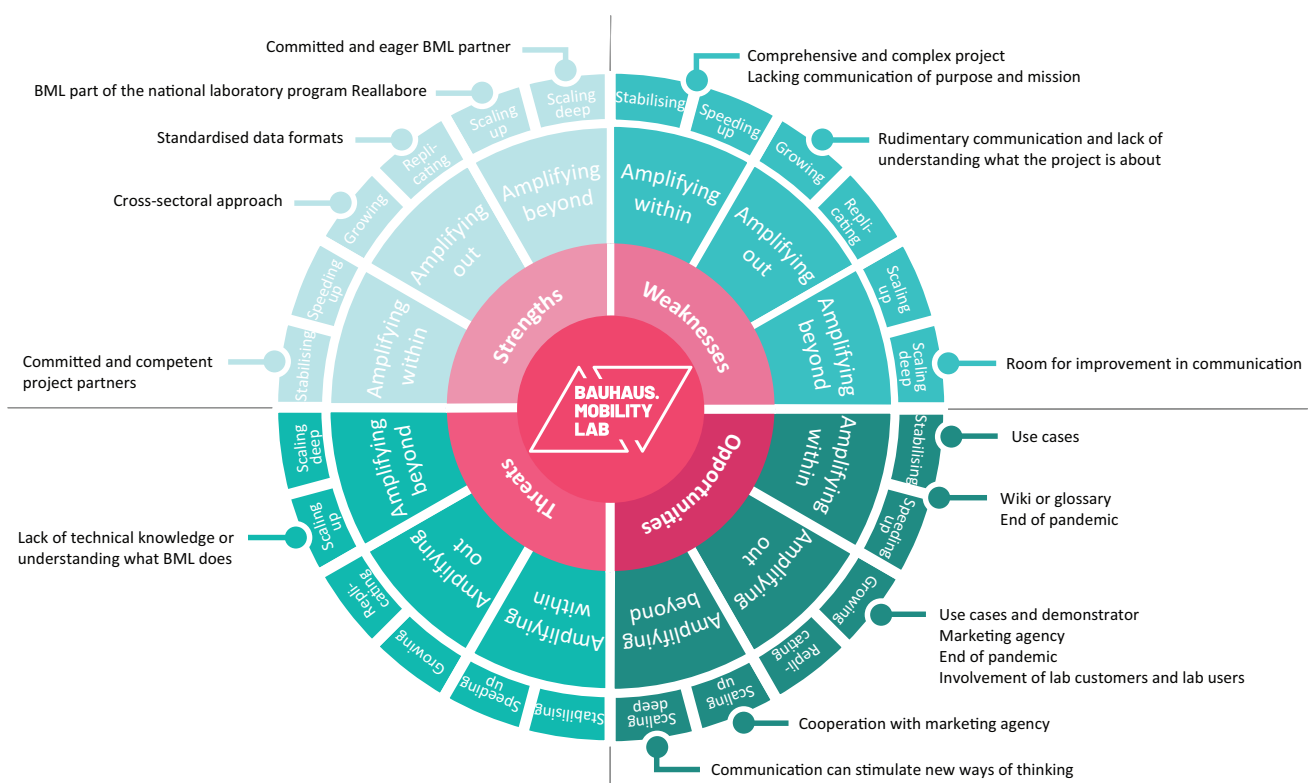 Committed and eager BML partner
BML part of the national laboratory program Reallabore
Standardised data formats
Cross-sectoral approach
Committed and competent
project partners
Scaling
deep
Scaling
up
Repli-
cating
Growing
Speeding
up
Stabilising
Amplifying
beyond
Amplifying
out
Amplifying
within
Strengths
Comprehensive and complex project
Lacking communication of purpose and mission
Rudimentary communication and lack of
understanding what the project is about
Room for improvement in communication
Stabilising
Speeding
up
Growing
Repli-
cating
Scaling
up
Scaling
deep
Amplifying
within
Amplifying
out
Amplifying
beyond
Weaknesses
BAUHAUS.
MOBILITY
LAB
Opportunities
Amplifying
within
Amplifying
out
Amplifying
beyond
Stabilising
Speeding
up
Growing
Repli-
cating
Scaling
up
Scaling
deep
Use cases
Wiki or glossary
End of pandemic
Use cases and demonstrator
Marketing agency
End of pandemic
Involvement of lab customers and lab users
Cooperation with marketing agency
Communication can stimulate new ways of thinking
Threats
Amplifying
beyond
Amplifying
out
Amplifying
within
Scaling
deep
Scaling
up
Repli-
cating
Growing
Speeding
up
Stabilising
Lack of technical knowledge or
understanding what BML does